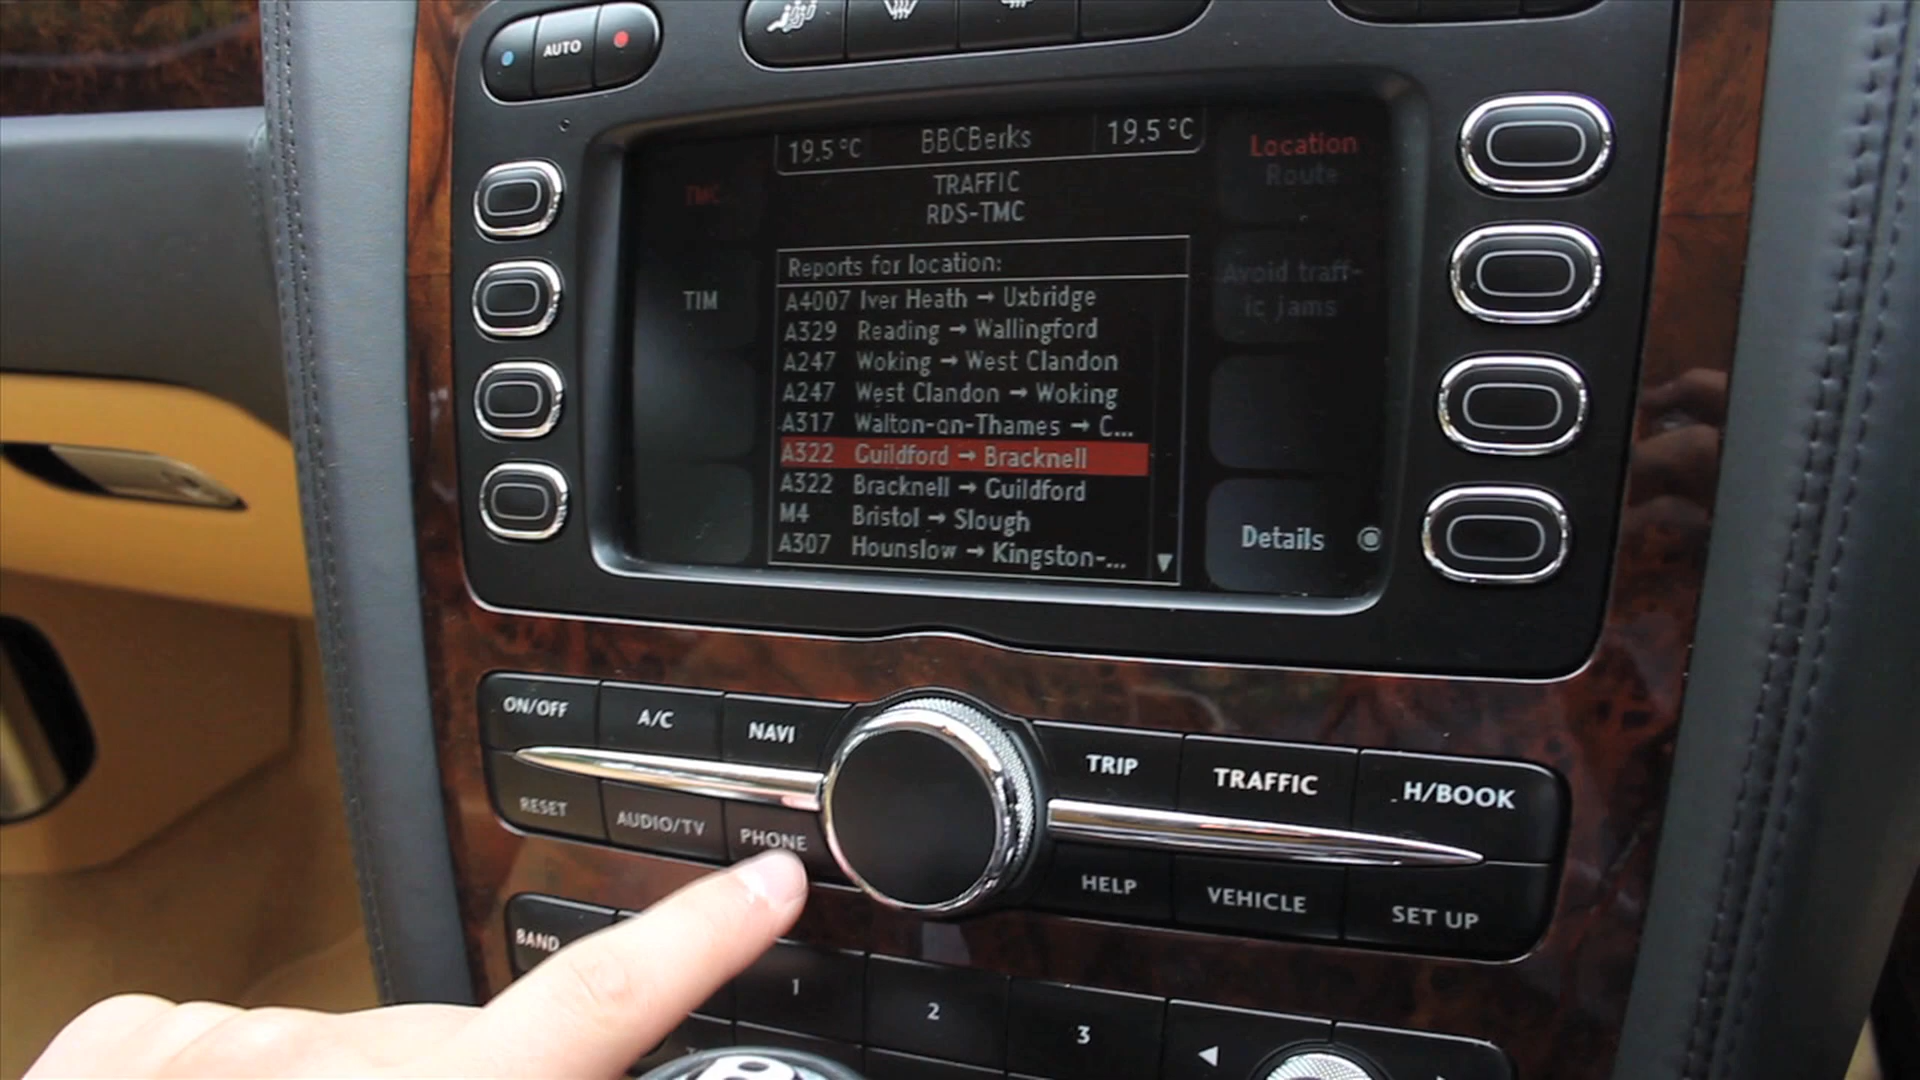 AUTO
19.5 °C BBCBerks 19.5 °C
TRAFFIC
RDS-TMC
TMC
TIM
Location
Route
Avoid traff-
ic jams
Details
Reports for location:
A4007 Iver Heath → Uxbridge
A329 Reading → Wallingford
A247 Woking → West Clandon
A247 West Clandon → Woking
A317 Walton-on-Thames → C...
A322 Guildford → Bracknell
A322 Bracknell → Guildford
M4 Bristol → Slough
A307 Hounslow → Kingston-...
ON/OFF A/C NAVI TRIP TRAFFIC H/BOOK
RESET AUDIO/TV PHONE HELP VEHICLE SET UP
BAND
1 2 3